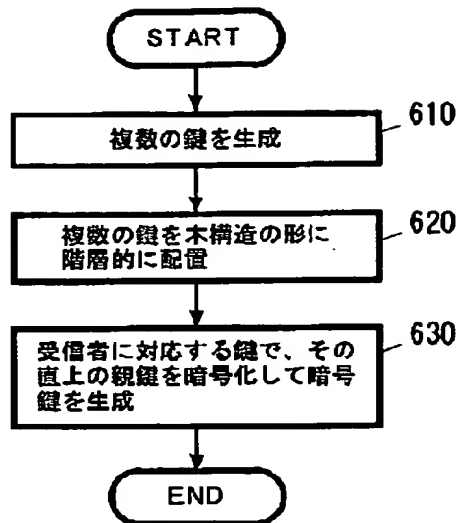 START
複数の鍵を生成
610
複数の鍵を木構造の形に
階層的に配置
620
受信者に対応する鍵で、その
直上の親鍵を暗号化して暗号
鍵を生成
630
END